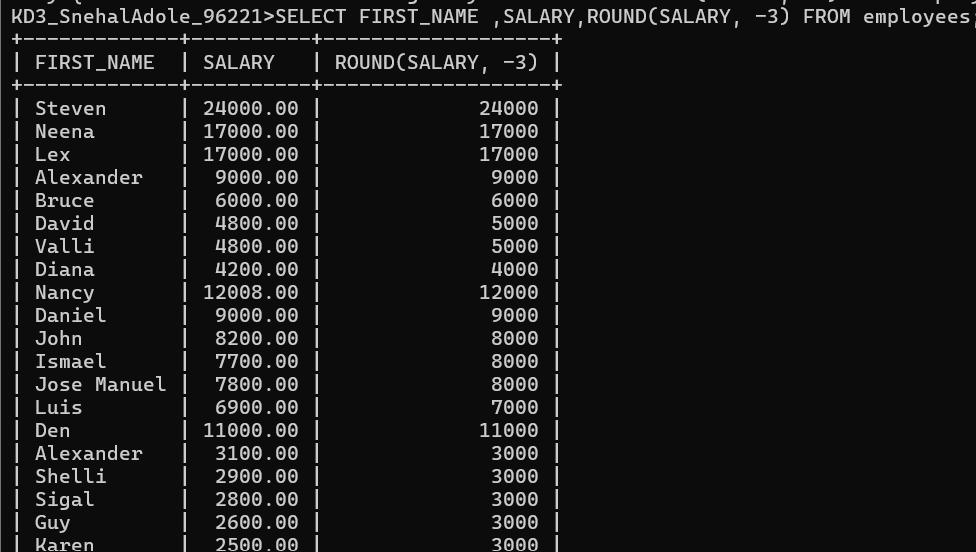 KD3_SnehalAdole_96221>SELECT FIRST_NAME ,SALARY,ROUND(SALARY, -3) FROM employees;
+-------------+----------+-------------------+
| FIRST_NAME | SALARY | ROUND(SALARY, -3) |
+-------------+----------+-------------------+
| Steven | 24000.00 | 24000 |
| Neena | 17000.00 | 17000 |
| Lex | 17000.00 | 17000 |
| Alexander | 9000.00 | 9000 |
| Bruce | 6000.00 | 6000 |
| David | 4800.00 | 5000 |
| Valli | 4800.00 | 5000 |
| Diana | 4200.00 | 4000 |
| Nancy | 12008.00 | 12000 |
| Daniel | 9000.00 | 9000 |
| John | 8200.00 | 8000 |
| Ismael | 7700.00 | 8000 |
| Jose Manuel | 7800.00 | 8000 |
| Luis | 6900.00 | 7000 |
| Den | 11000.00 | 11000 |
| Alexander | 3100.00 | 3000 |
| Shelli | 2900.00 | 3000 |
| Sigal | 2800.00 | 3000 |
| Guy | 2600.00 | 3000 |
| Karen | 2500.00 | 3000 |